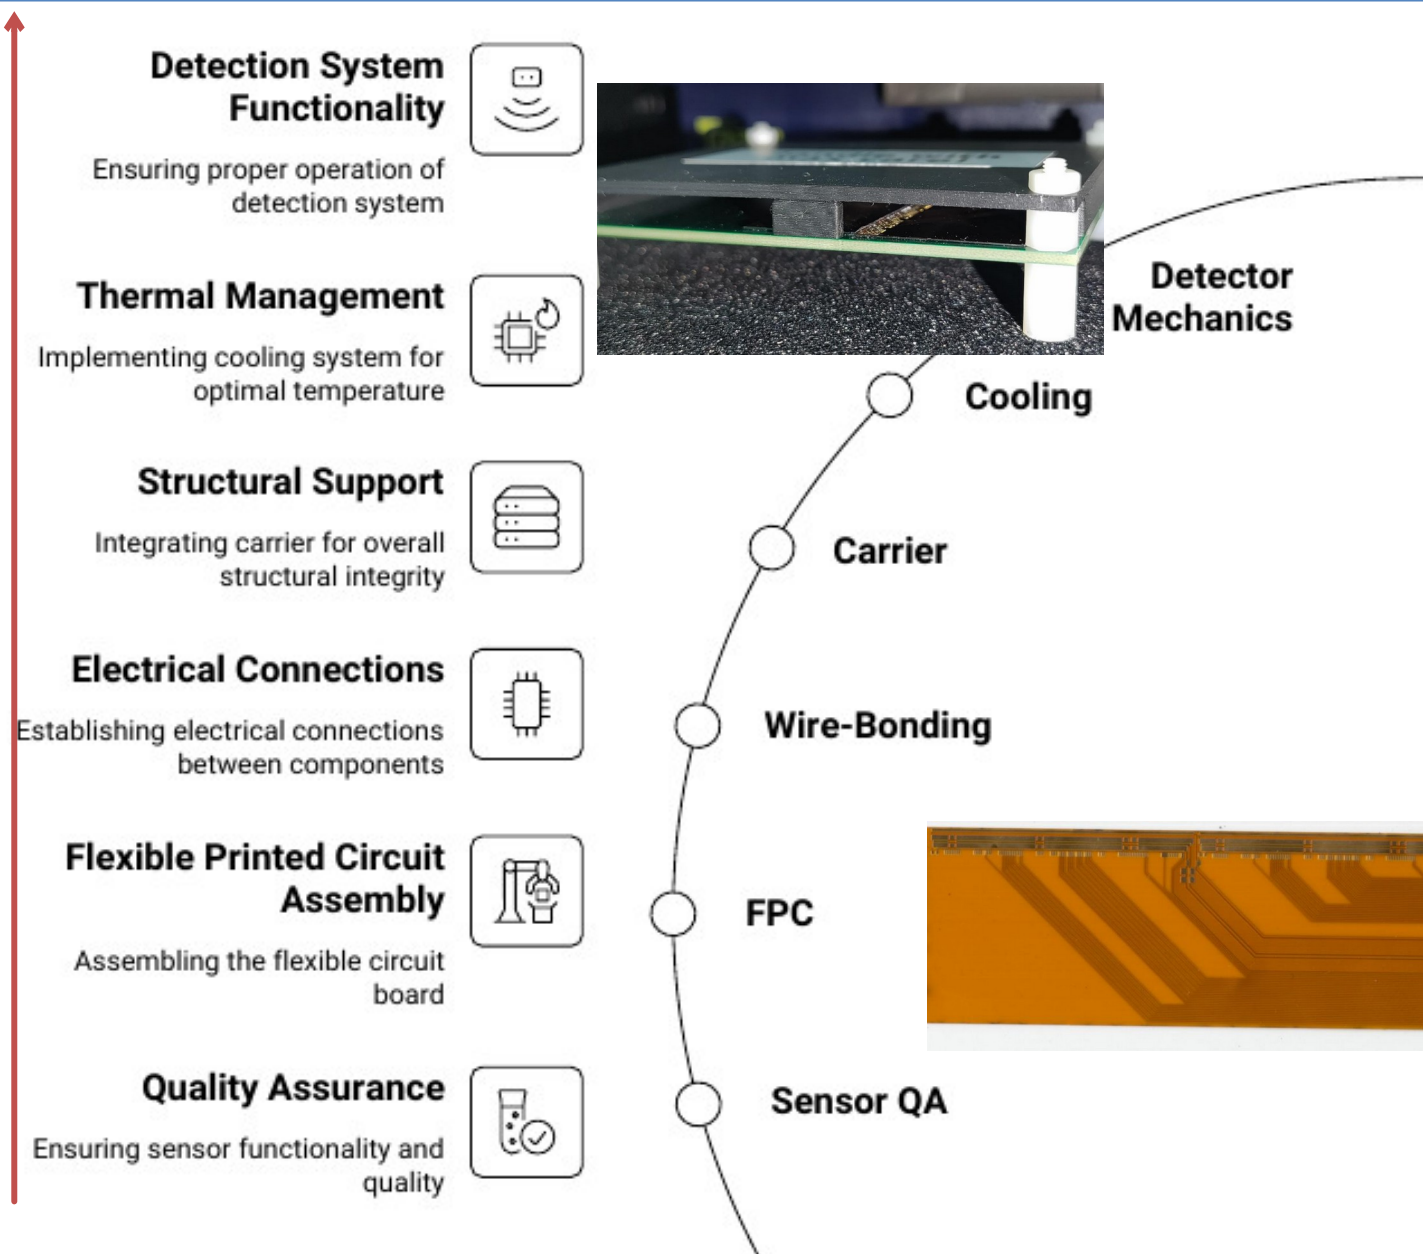 Detection System
Functionality
Ensuring proper operation of
detection system
Detector
Mechanics
Thermal Management
Implementing cooling system for
optimal temperature
Cooling
Structural Support
Integrating carrier for overall
structural integrity
Carrier
Electrical Connections
Establishing electrical connections
between components
Wire-Bonding
Flexible Printed Circuit
Assembly
Assembling the flexible circuit
board
FPC
Quality Assurance
Ensuring sensor functionality and
quality
Sensor QA